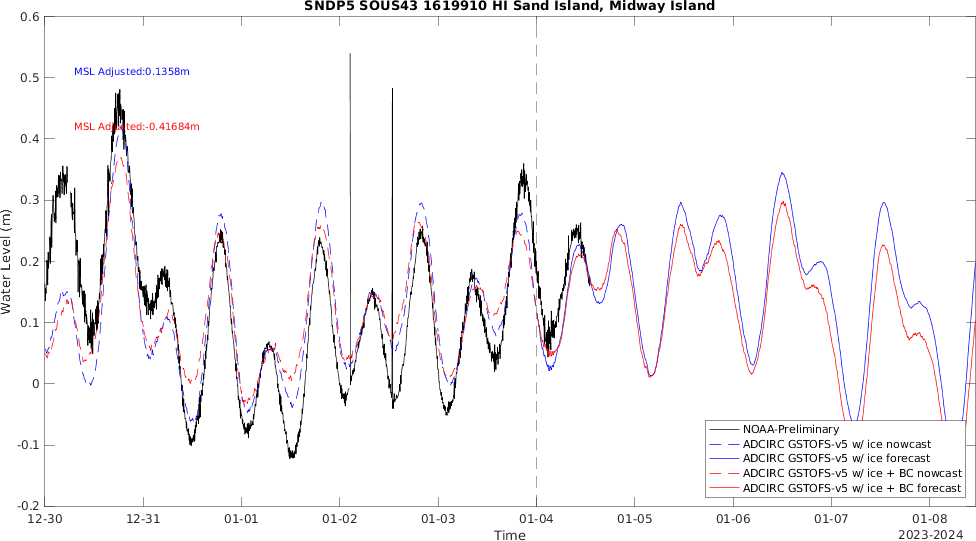 SNDP5 SOUS43 1619910 HI Sand Island, Midway Island
0.6
0.5
0.4
0.3
0.2
0.1
0
-0.1
-0.2
Water Level (m)
MSL Adjusted:0.1358m
MSL Adjusted:-0.41684m
NOAA-Preliminary
ADCIRC GSTOFS-v5 w/ ice nowcast
ADCIRC GSTOFS-v5 w/ ice forecast
ADCIRC GSTOFS-v5 w/ ice + BC nowcast
ADCIRC GSTOFS-v5 w/ ice + BC forecast
12-30 12-31 01-01 01-02 01-03 01-04 01-05 01-06 01-07 01-08
Time
2023-2024